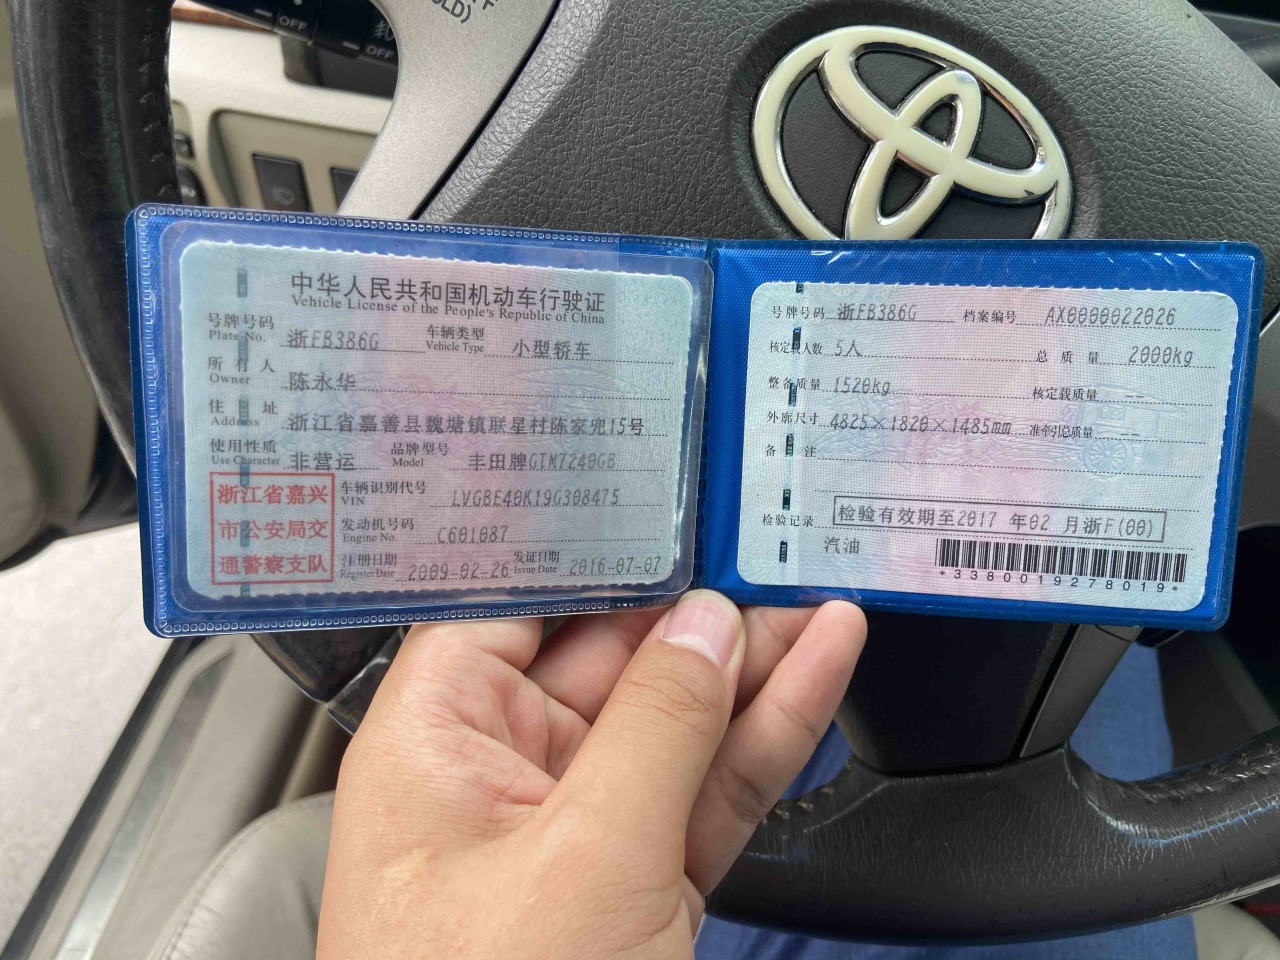 OFF
OFF
OLD)
中华人民共和国机动车行驶证
Vehicle License of the People's Republic of China
号牌号码 浙FB386G 车辆类型 小型轿车
Plate No. Vehicle Type
所有人 陈永华
Owner
住址 浙江省嘉善县魏塘镇联星村陈家兜15号
Address
使用性质 非营运 品牌型号 丰田牌GTM7240GB
Use Character Model
浙江省嘉兴
市公安局交
通警察支队
车辆识别代号 LVGBE40K19G308475
VIN
发动机号码 C601087
Engine No.
注册日期 2009-02-26 发证日期 2016-07-07
Register Date Issue Date
号牌号码 浙FB386G 档案编号 AX0000022026
核定载人数 5人 总质量 2000kg
整备质量 1520kg 核定载质量 --
外廓尺寸 4825×1820×1485mm 准牵引总质量 --
备注
检验记录 检验有效期至2017年02月浙F(00)
汽油
*3380019278019*